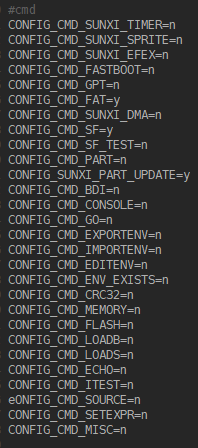 #cmd
CONFIG_CMD_SUNXI_TIMER=n
CONFIG_CMD_SUNXI_SPRITE=n
CONFIG_CMD_SUNXI_EFEX=n
CONFIG_CMD_FASTBOOT=n
CONFIG_CMD_GPT=n
CONFIG_CMD_FAT=y
CONFIG_CMD_SUNXI_DMA=n
CONFIG_CMD_SF=y
CONFIG_CMD_SF_TEST=n
CONFIG_CMD_PART=n
CONFIG_SUNXI_PART_UPDATE=y
CONFIG_CMD_BDI=n
CONFIG_CMD_CONSOLE=n
CONFIG_CMD_GO=n
CONFIG_CMD_EXPORTENV=n
CONFIG_CMD_IMPORTENV=n
CONFIG_CMD_EDITENV=n
CONFIG_CMD_ENV_EXISTS=n
CONFIG_CMD_CRC32=n
CONFIG_CMD_MEMORY=n
CONFIG_CMD_FLASH=n
CONFIG_CMD_LOADB=n
CONFIG_CMD_LOADS=n
CONFIG_CMD_ECHO=n
CONFIG_CMD_ITEST=n
eONFIG_CMD_SOURCE=n
CONFIG_CMD_SETEXPR=n
CONFIG_CMD_MISC=n